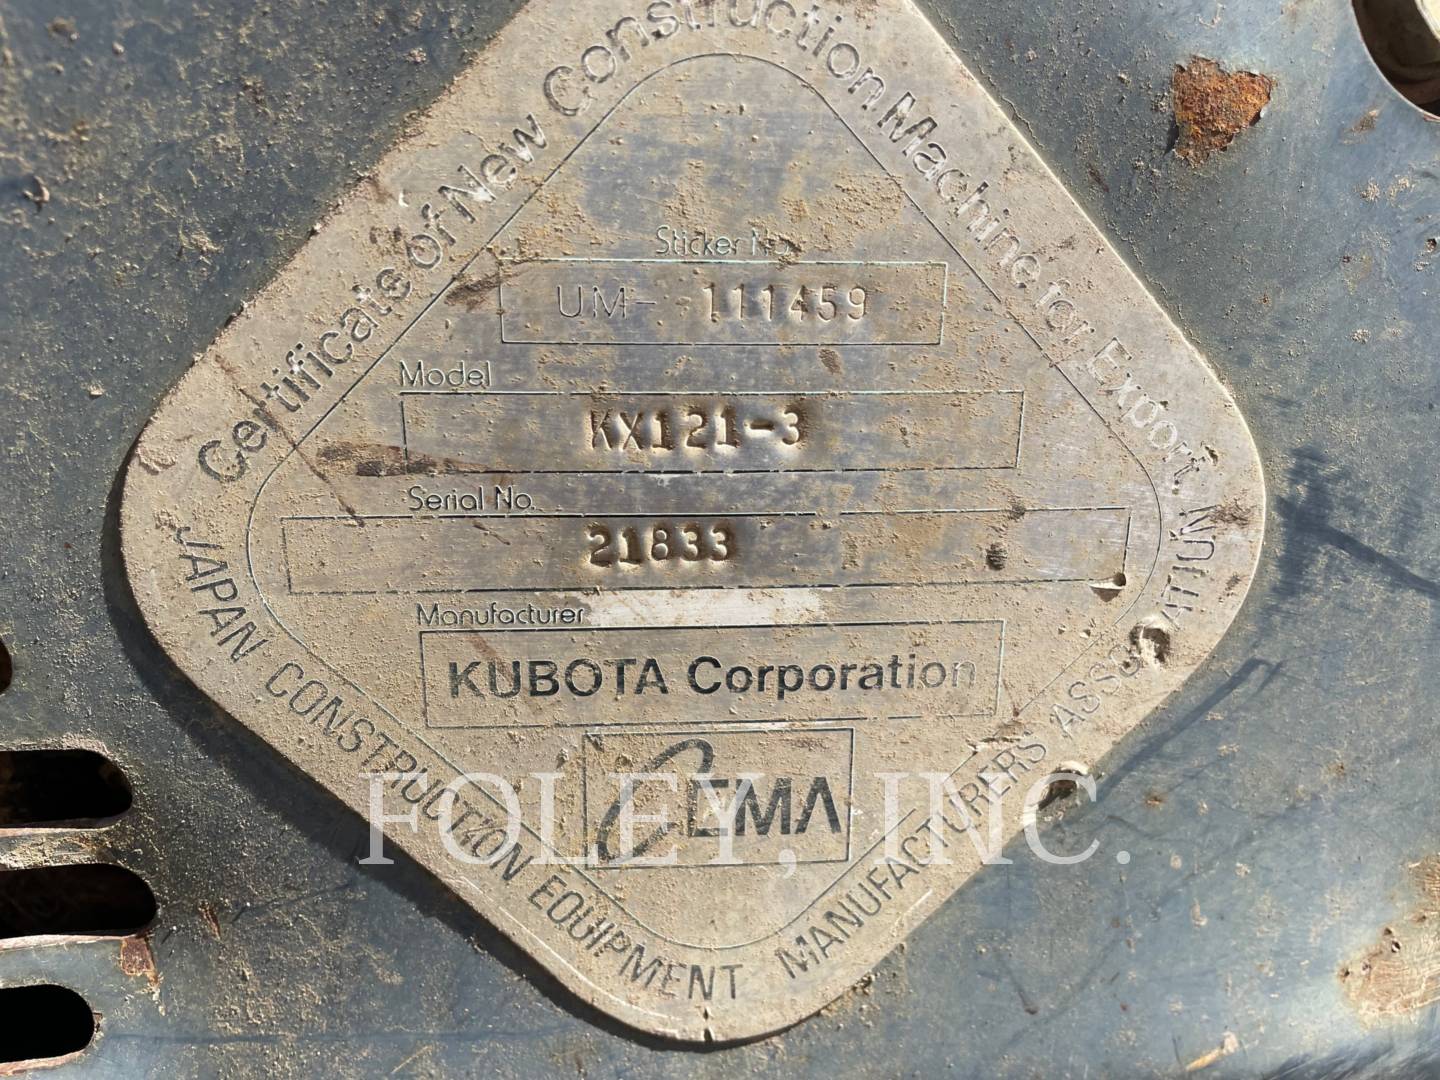 Certificate of New Construction Machine for Export.
Sticker No.
UM- 111459
Model
KX121-3
Serial No.
21833
Manufacturer
KUBOTA Corporation
CEMA
JAPAN CONSTRUCTION EQUIPMENT MANUFACTURERS ASSOCIATION
FOLEY, INC.